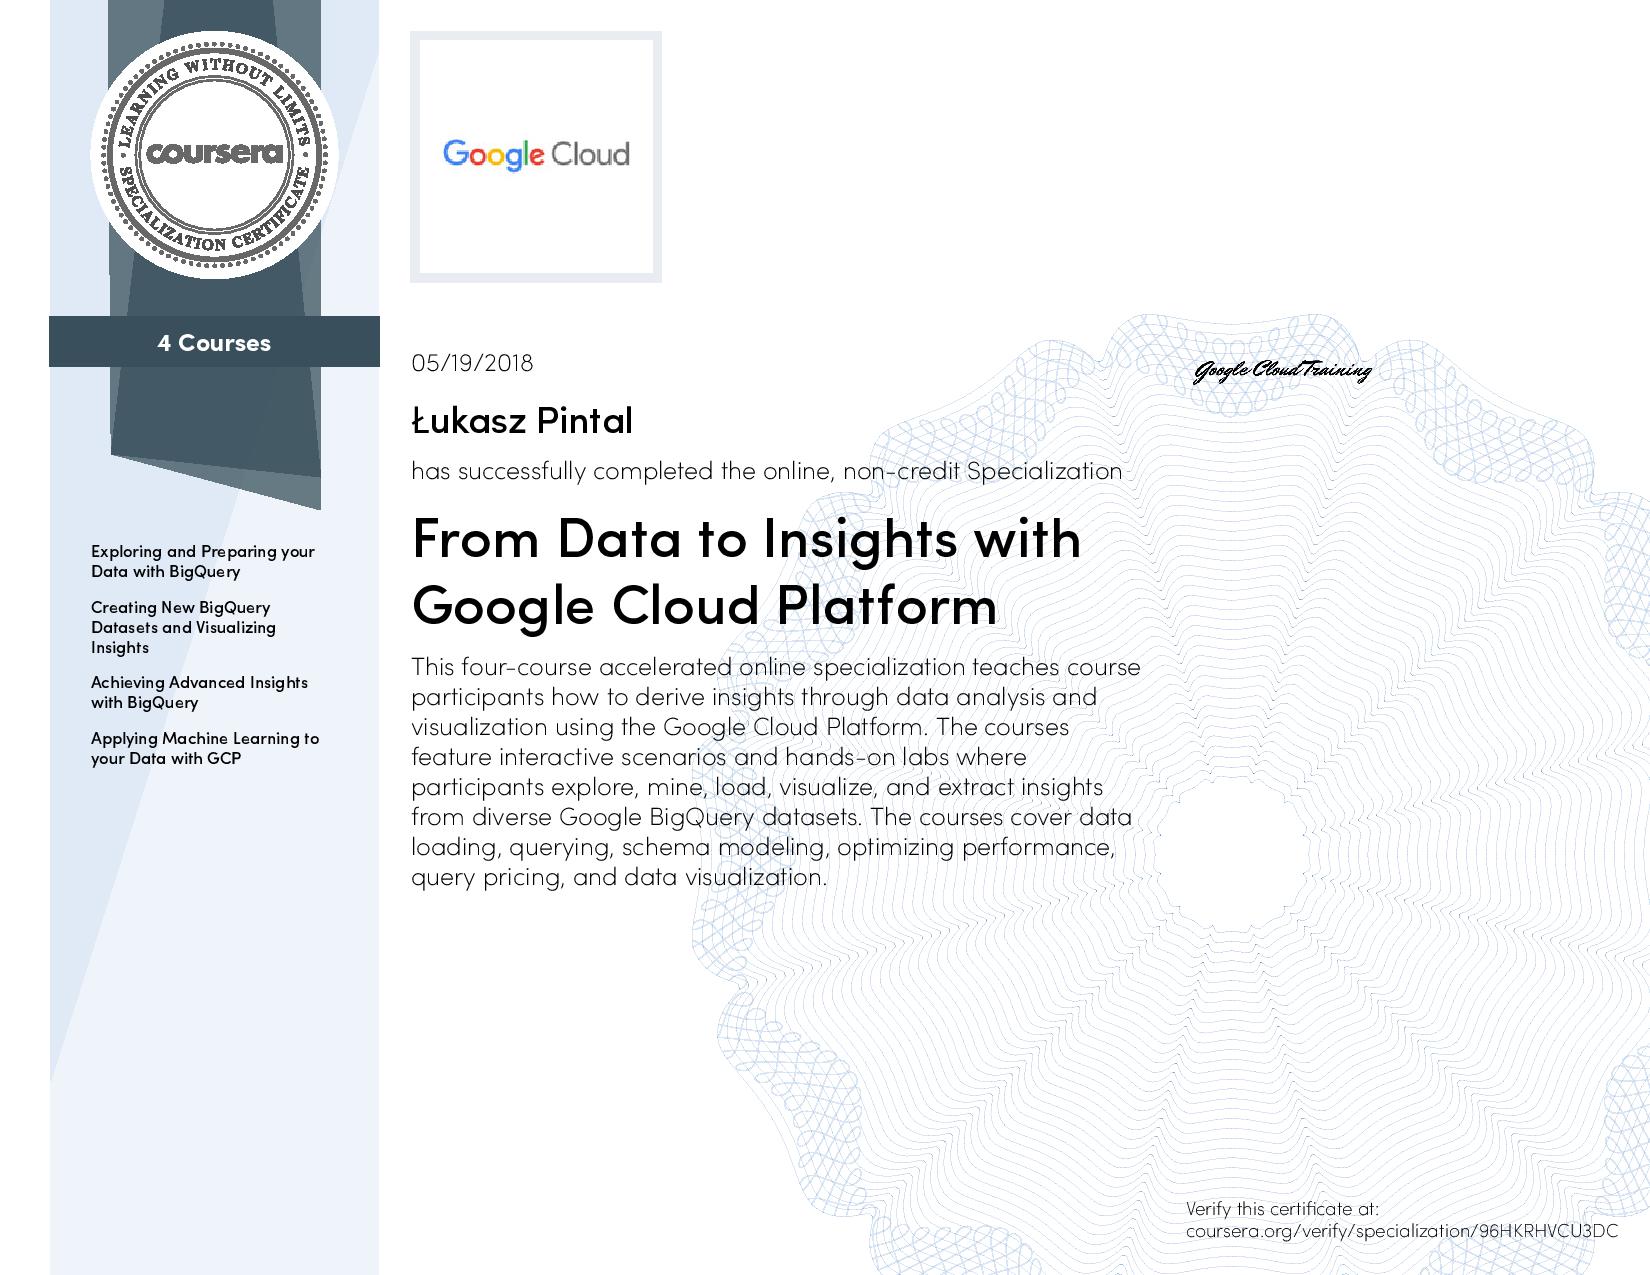 LEARNING WITHOUT LIMITS
coursera
SPECIALIZATION CERTIFICATE
4 Courses
Exploring and Preparing your
Data with BigQuery
Creating New BigQuery
Datasets and Visualizing
Insights
Achieving Advanced Insights
with BigQuery
Applying Machine Learning to
your Data with GCP
Google Cloud
05/19/2018
Łukasz Pintal
has successfully completed the online, non-credit Specialization
From Data to Insights with
Google Cloud Platform
This four-course accelerated online specialization teaches course
participants how to derive insights through data analysis and
visualization using the Google Cloud Platform. The courses
feature interactive scenarios and hands-on labs where
participants explore, mine, load, visualize, and extract insights
from diverse Google BigQuery datasets. The courses cover data
loading, querying, schema modeling, optimizing performance,
query pricing, and data visualization.
Google Cloud Training
Verify this certificate at:
coursera.org/verify/specialization/96HKRHVCU3DC